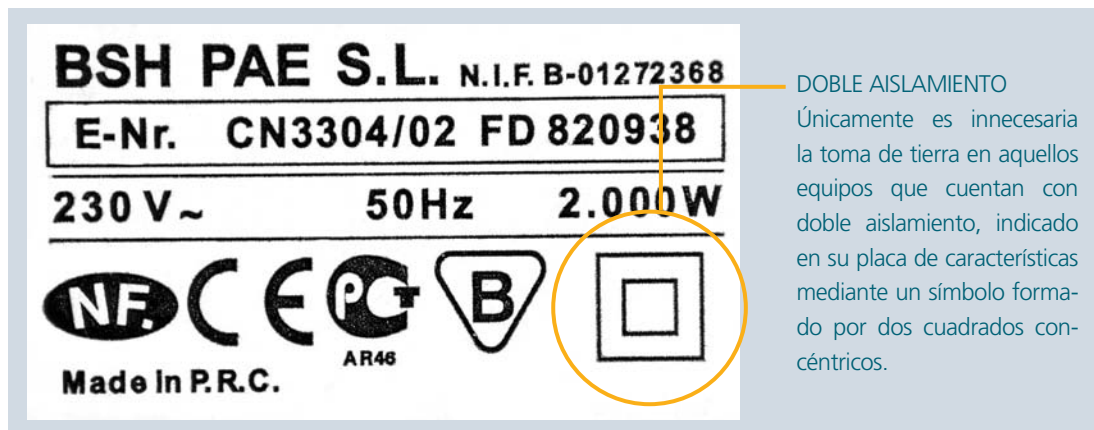 BSH PAE S.L. N.I.F. B-01272368
E-Nr. CN3304/02 FD 820938
230 V~ 50Hz 2.000W
NF. CE PCT B
AR46
Made in P.R.C.
DOBLE AISLAMIENTO
Únicamente es innecesaria
la toma de tierra en aquellos
equipos que cuentan con
doble aislamiento, indicado
en su placa de características
mediante un símbolo forma-
do por dos cuadrados con-
céntricos.